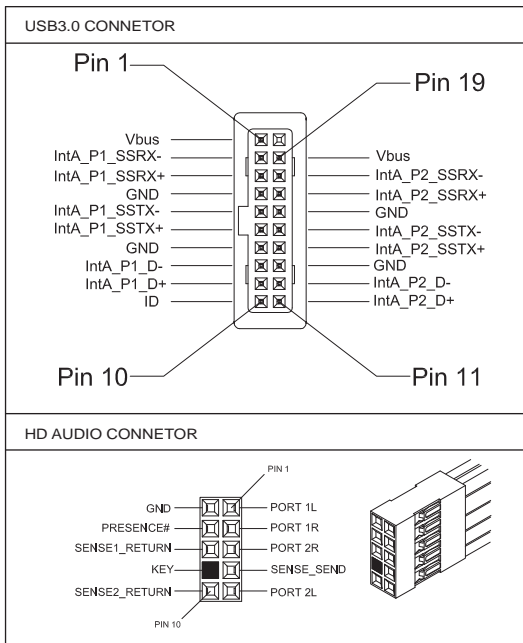 USB3.0 CONNETOR
Pin 1
Pin 19
Vbus
IntA_P1_SSRX-
IntA_P1_SSRX+
GND
IntA_P1_SSTX-
IntA_P1_SSTX+
GND
IntA_P1_D-
IntA_P1_D+
ID
Vbus
IntA_P2_SSRX-
IntA_P2_SSRX+
GND
IntA_P2_SSTX-
IntA_P2_SSTX+
GND
IntA_P2_D-
IntA_P2_D+
Pin 10
Pin 11
HD AUDIO CONNETOR
PIN 1
GND
PRESENCE#
SENSE1_RETURN
KEY
SENSE2_RETURN
PORT 1L
PORT 1R
PORT 2R
SENSE_SEND
PORT 2L
PIN 10